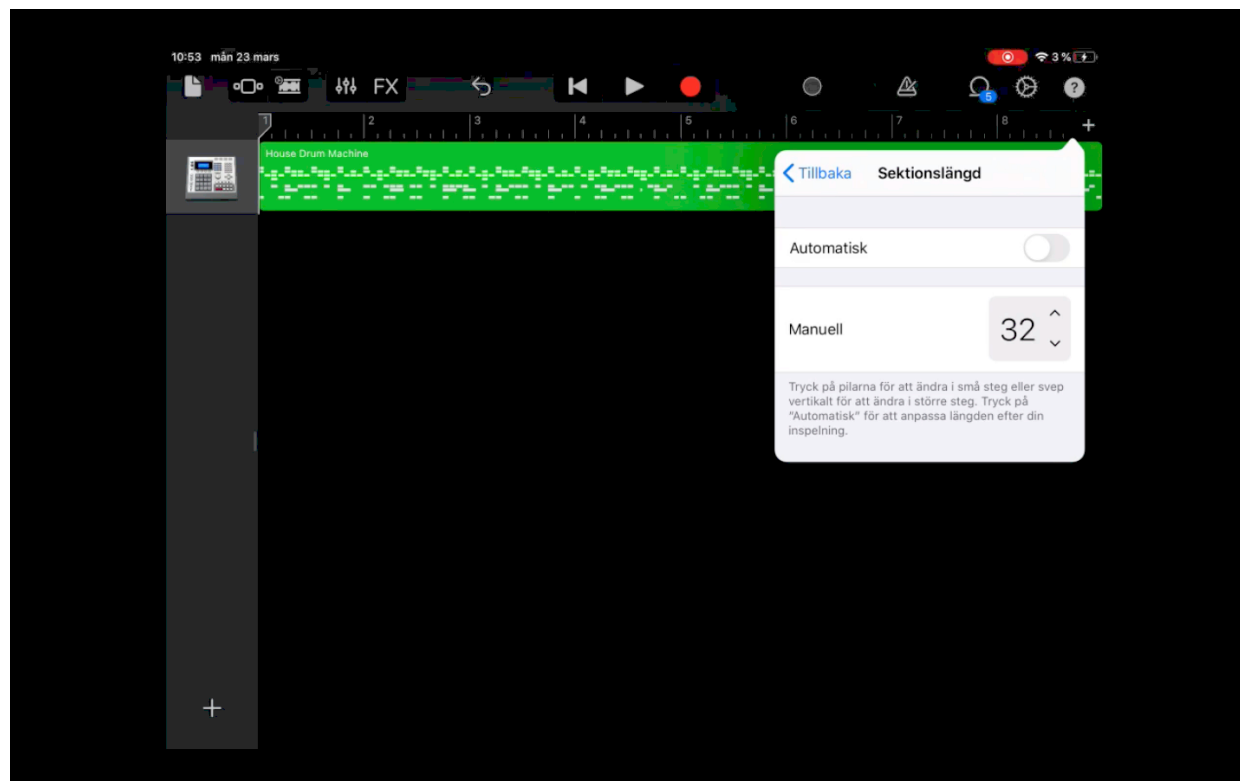 10:53 mån 23 mars
3 %
FX
5
?
1 2 3 4 5 6 7 8
House Drum Machine
Tillbaka Sektionslängd
Automatisk
Manuell 32
Tryck på pilarna för att ändra i små steg eller svep
vertikalt för att ändra i större steg. Tryck på
"Automatisk" för att anpassa längden efter din
inspelning.